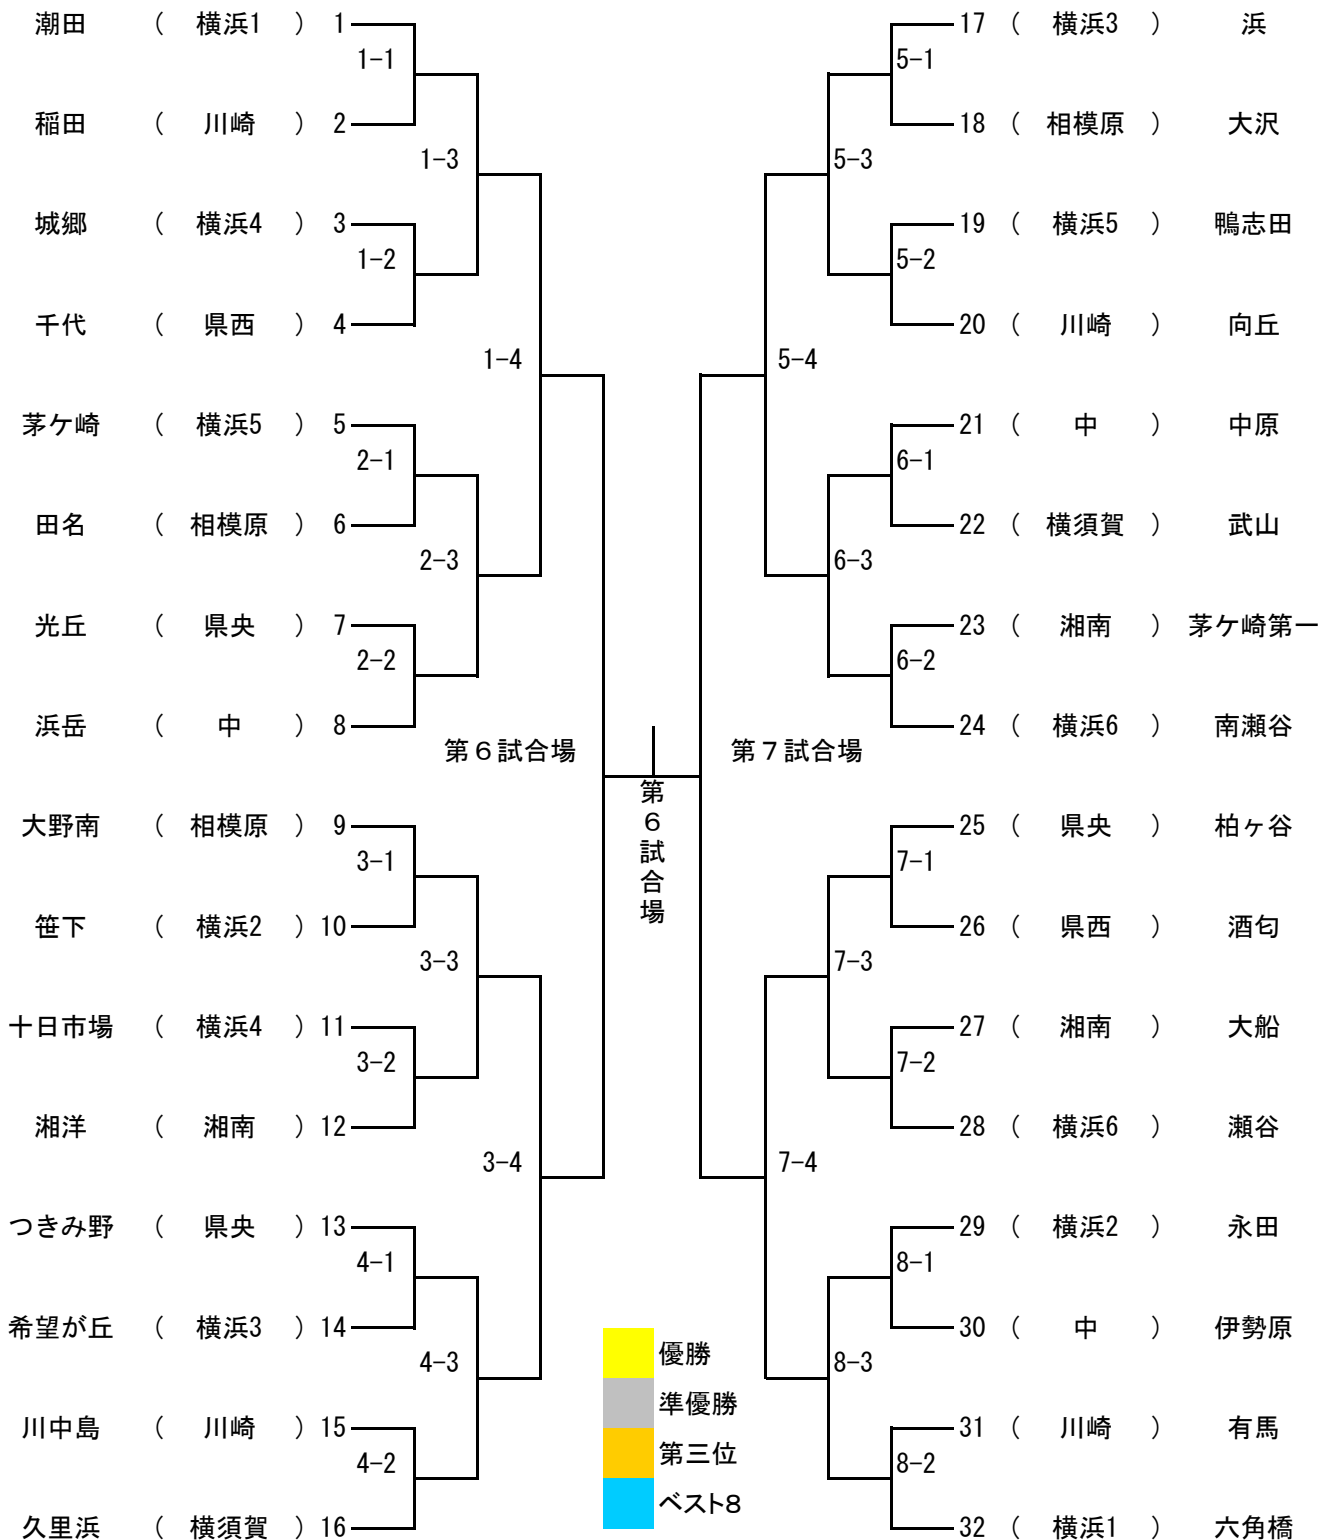 潮田 ( 横浜1 ) 1
1-1
稲田 ( 川崎 ) 2
1-3
城郷 ( 横浜4 ) 3
1-2
千代 ( 県西 ) 4
1-4
茅ケ崎 ( 横浜5 ) 5
2-1
田名 ( 相模原 ) 6
2-3
光丘 ( 県央 ) 7
2-2
浜岳 ( 中 ) 8
第６試合場
大野南 ( 相模原 ) 9
3-1
笹下 ( 横浜2 ) 10
3-3
十日市場 ( 横浜4 ) 11
3-2
湘洋 ( 湘南 ) 12
3-4
つきみ野 ( 県央 ) 13
4-1
希望が丘 ( 横浜3 ) 14
4-3
川中島 ( 川崎 ) 15
4-2
久里浜 ( 横須賀 ) 16
第６試合場
優勝
準優勝
第三位
ベスト8
17 ( 横浜3 ) 浜
5-1
18 ( 相模原 ) 大沢
5-3
19 ( 横浜5 ) 鴨志田
5-2
20 ( 川崎 ) 向丘
5-4
21 ( 中 ) 中原
6-1
22 ( 横須賀 ) 武山
6-3
23 ( 湘南 ) 茅ケ崎第一
6-2
24 ( 横浜6 ) 南瀬谷
第７試合場
25 ( 県央 ) 柏ヶ谷
7-1
26 ( 県西 ) 酒匂
7-3
27 ( 湘南 ) 大船
7-2
28 ( 横浜6 ) 瀬谷
7-4
29 ( 横浜2 ) 永田
8-1
30 ( 中 ) 伊勢原
8-3
31 ( 川崎 ) 有馬
8-2
32 ( 横浜1 ) 六角橋